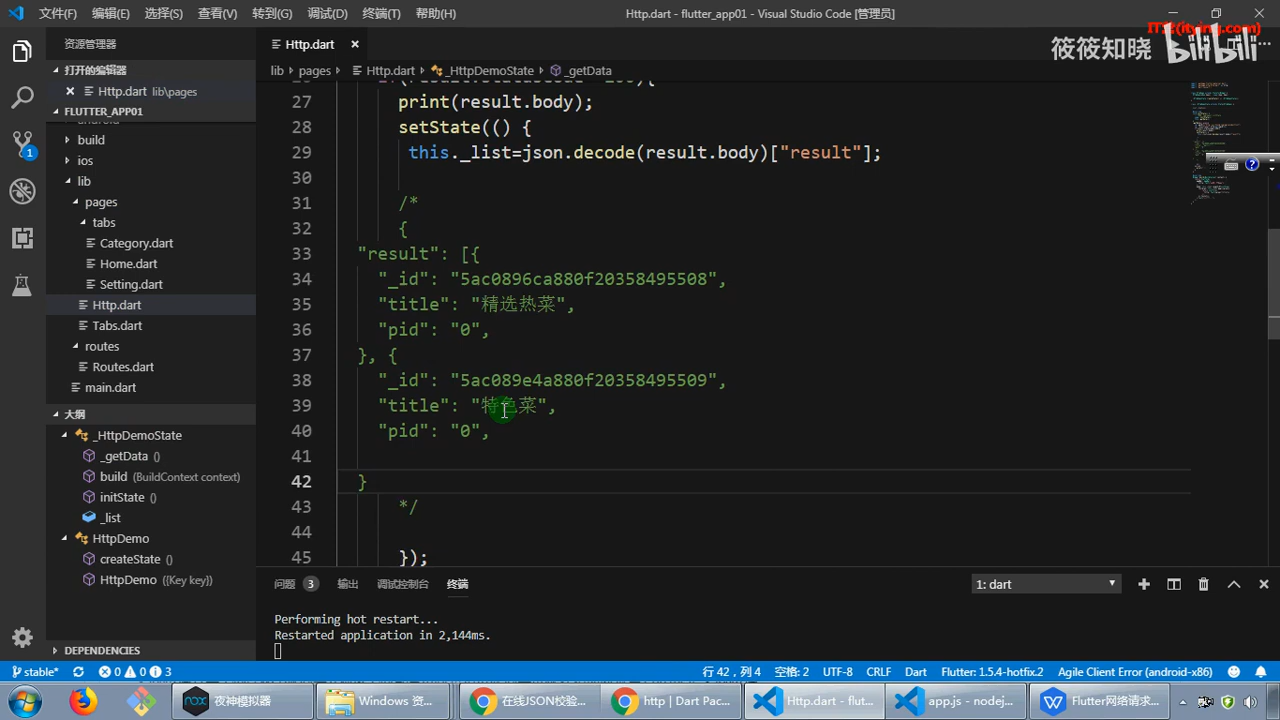 文件(F) 编辑(E) 选择(S) 查看(V) 转到(G) 调试(D) 终端(T) 帮助(H) Http.dart - flutter_app01 - Visual Studio Code [管理员]
IT营(itying.com)
筱筱知晓 bilibili
资源管理器 Http.dart
打开的编辑器
lib pages Http.dart _HttpDemoState _getData
Http.dart lib\pages
FLUTTER_APP01
27 print(result.body);
build
28 setState(() {
29 this._list=json.decode(result.body)["result"];
ios
30
lib
31 /*
pages
tabs
32 {
Category.dart
33 "result": [{
Home.dart
34 "_id": "5ac0896ca880f20358495508",
Setting.dart
35 "title": "精选热菜",
Http.dart
36 "pid": "0",
Tabs.dart
routes
37 }, {
Routes.dart
38 "_id": "5ac089e4a880f20358495509",
main.dart
39 "title": "特色菜",
大纲
40 "pid": "0",
_HttpDemoState
41
_getData ()
build (BuildContext context)
42 }
initState ()
43 */
_list
44
HttpDemo
45 });
createState ()
HttpDemo ({Key key})
问题 3 输出 调试控制台 终端 1: dart
Performing hot restart...
Restarted application in 2,144ms.
DEPENDENCIES
stable* 0 0 3 行 42, 列 4 空格: 2 UTF-8 CRLF Dart Flutter: 1.5.4-hotfix.2 Agile Client Error (android-x86)
夜神模拟器 Windows 资... 在线JSON校验... http | Dart Pac... Http.dart - flut... app.js - nodej... Flutter网络请求...